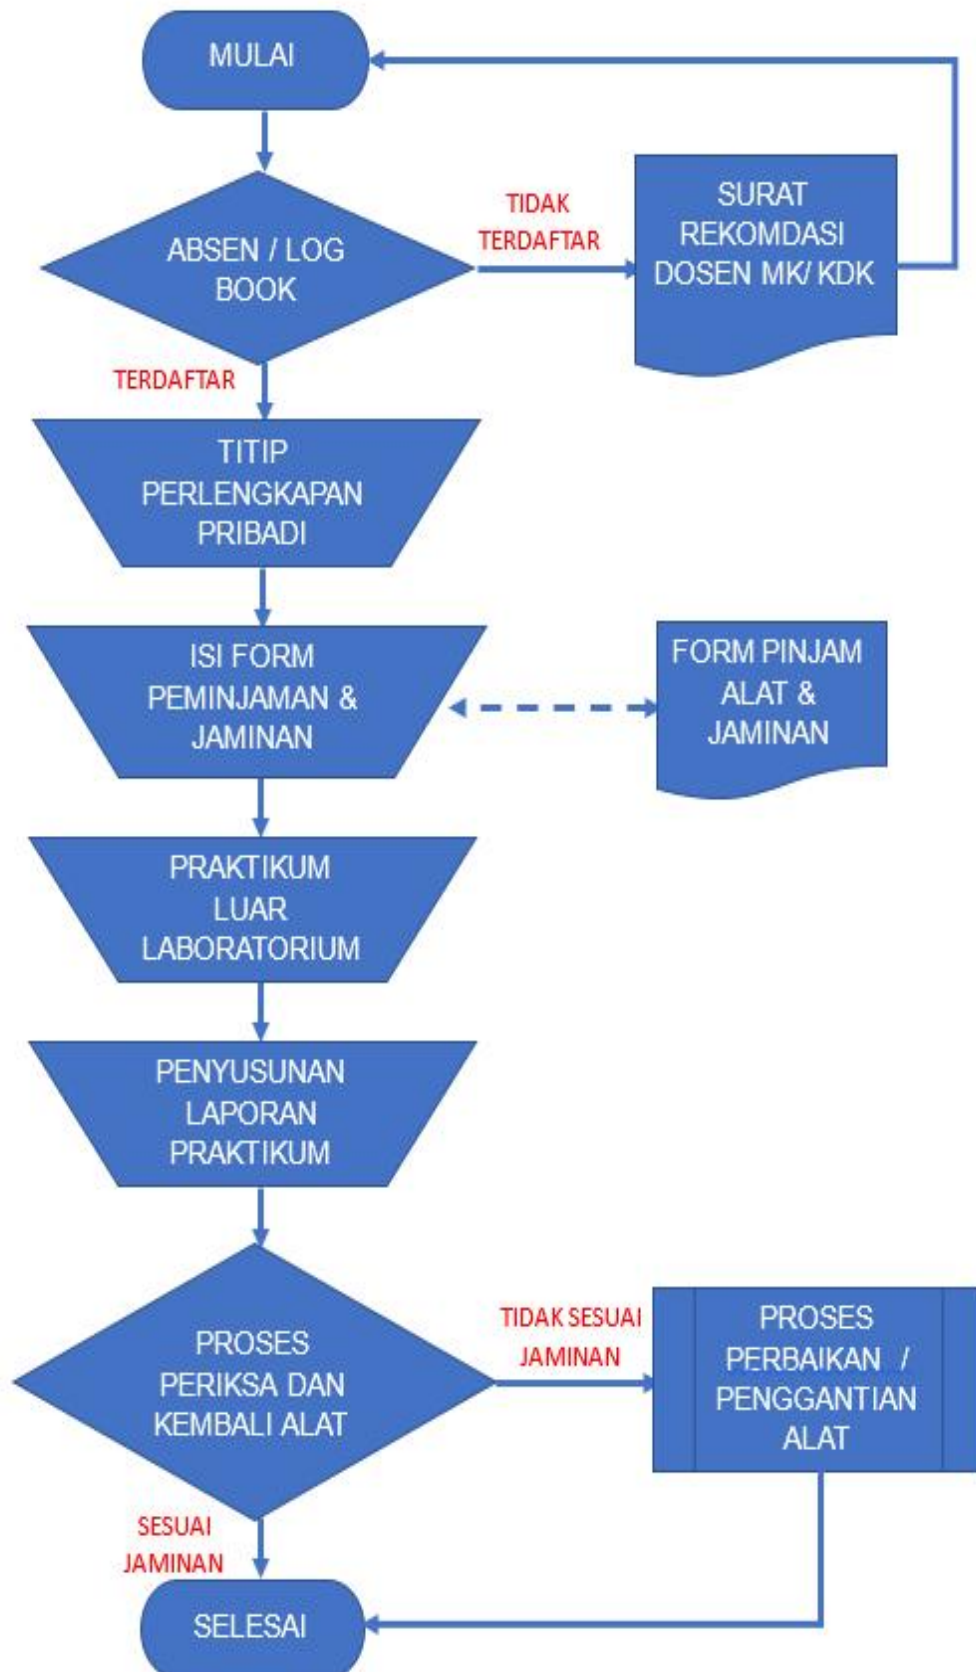 MULAI
ABSEN / LOG
BOOK
TIDAK
TERDAFTAR
SURAT
REKOMDASI
DOSEN MK/ KDK
TERDAFTAR
TITIP
PERLENGKAPAN
PRIBADI
ISI FORM
PEMINJAMAN &
JAMINAN
FORM PINJAM
ALAT &
JAMINAN
PRAKTIKUM
LUAR
LABORATORIUM
PENYUSUNAN
LAPORAN
PRAKTIKUM
PROSES
PERIKSA DAN
KEMBALI ALAT
TIDAK SESUAI
JAMINAN
PROSES
PERBAIKAN /
PENGGANTIAN
ALAT
SESUAI
JAMINAN
SELESAI